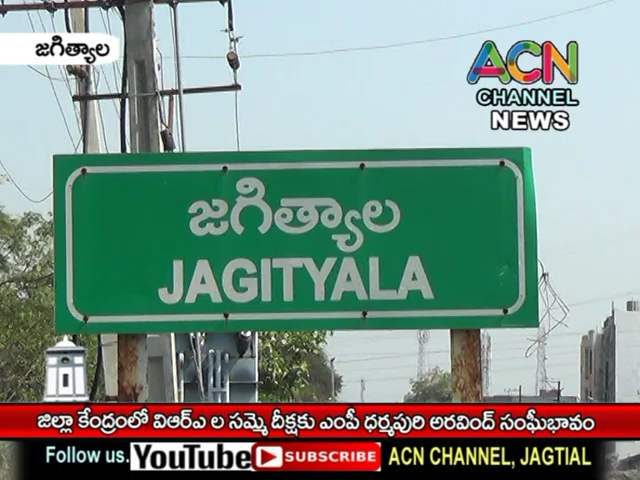 జగిత్యాల
ACN
CHANNEL
NEWS
జగిత్యాల
JAGITYALA
జిల్లా కేంద్రంలో విఆర్ఎ ల సమ్మె దీక్షకు ఎంపీ ధర్మపురి అరవింద్ సంఘీభావం
Follow us. YouTube SUBSCRIBE ACN CHANNEL, JAGTIAL